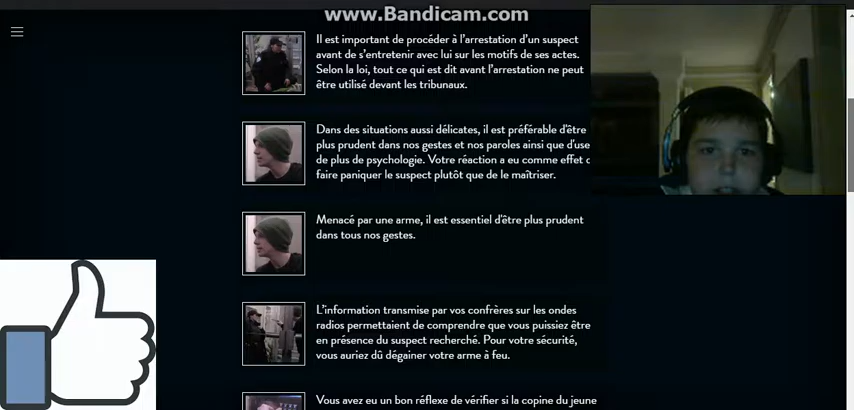 www.Bandicam.com
Il est important de procéder à l'arrestation d'un suspect
avant de s'entretenir avec lui sur les motifs de ses actes.
Selon la loi, tout ce qui est dit avant l'arrestation ne peut
être utilisé devant les tribunaux.
Dans des situations aussi délicates, il est préférable d'être
plus prudent dans nos gestes et nos paroles ainsi que d'use
de plus de psychologie. Votre réaction a eu comme effet
faire paniquer le suspect plutôt que de le maîtriser.
Menacé par une arme, il est essentiel d'être plus prudent
dans tous nos gestes.
L'information transmise par vos confrères sur les ondes
radios permettaient de comprendre que vous puissiez être
en présence du suspect recherché. Pour votre sécurité,
vous auriez dû dégainer votre arme à feu.
Vous avez eu un bon réflexe de vérifier si la copine du jeune